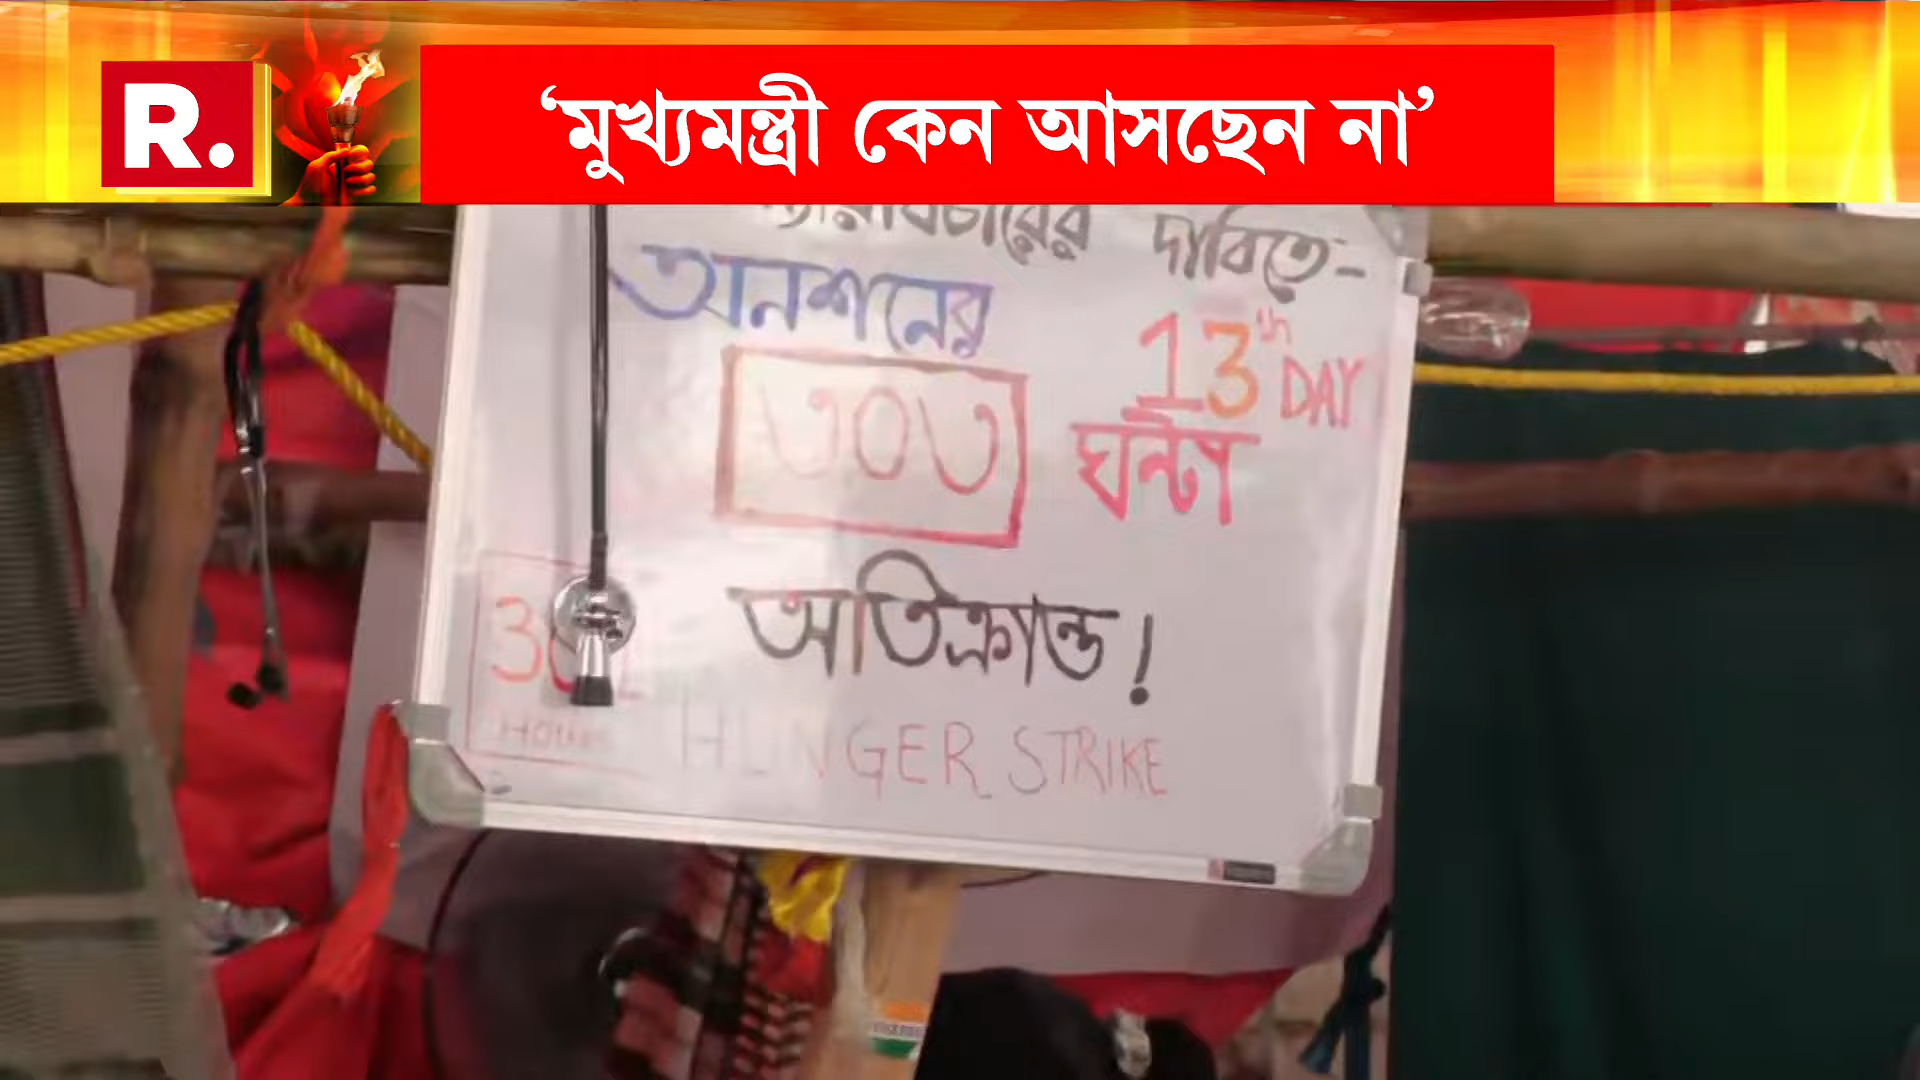 R.
‘মুখ্যমন্ত্রী কেন আসছেন না’
দাবিতে-
অনশনের
13th DAY
৩০৩ ঘন্টা
অতিক্রান্ত!
HUNGER STRIKE